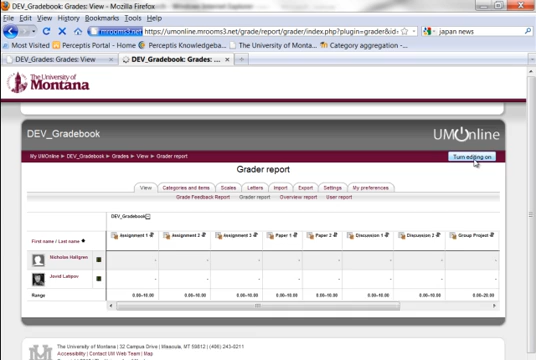 DEV_Gradebook: Grades: View - Mozilla Firefox
File Edit View History Bookmarks Tools Help
mrooms3.net https://umonline.mrooms3.net/grade/report/grader/index.php?plugin=grader&id= japan news
Most Visited Perceptis Portal - Home Perceptis Knowledgeba... The University of Monta... Category aggregation -...
DEV_Grades: Grades: View DEV_Gradebook: Grades: ...
The University of
Montana
DEV_Gradebook UMOnline
My UMOnline ► DEV_Gradebook ► Grades ► View ► Grader report Turn editing on
Grader report
View Categories and items Scales Letters Import Export Settings My preferences
Grade Feedback Report Grader report Overview report User report
DEV_Gradebook
First name / Last name Assignment 1 Assignment 2 Assignment 3 Paper 1 Paper 2 Discussion 1 Discussion 2 Group Project
Nicholas Hallgren - - - - - - - -
- - - - - - - -
Range 0.00-10.00 0.00-10.00 0.00-10.00 0.00-10.00 0.00-10.00 0.00-10.00 0.00-10.00 0.00-20.00
The University of Montana | 32 Campus Drive | Missoula, MT 59812 | (406) 243-0211
Accessibility | Contact UM Web Team | Map